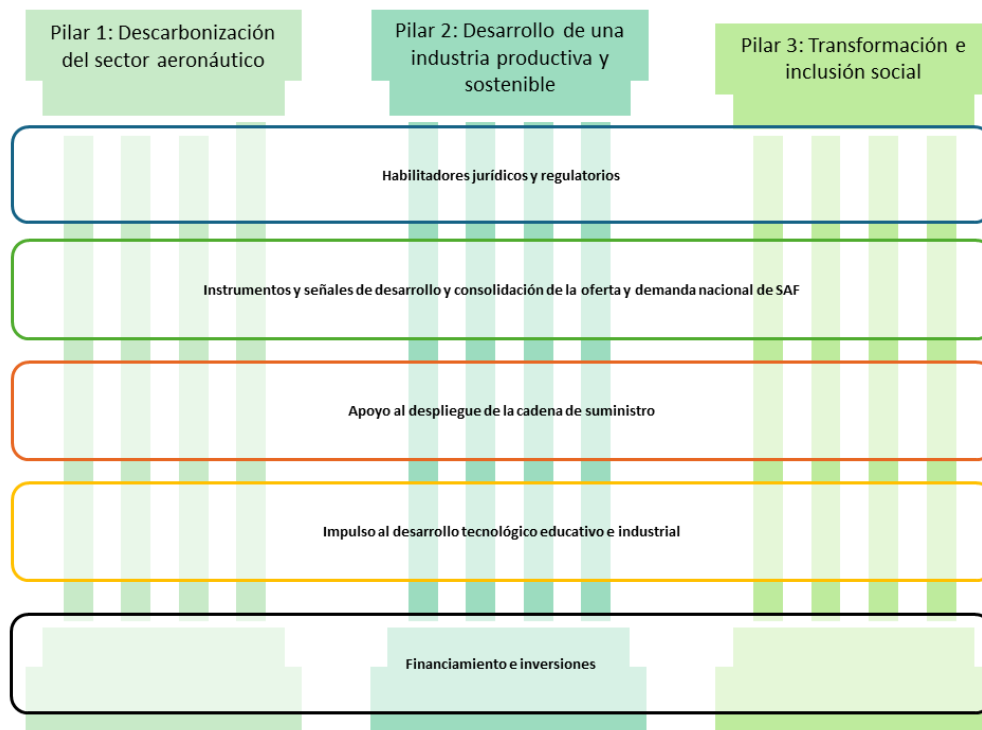 Pilar 1: Descarbonización
del sector aeronáutico
Pilar 2: Desarrollo de una
industria productiva y
sostenible
Pilar 3: Transformación e
inclusión social
Habilitadores jurídicos y regulatorios
Instrumentos y señales de desarrollo y consolidación de la oferta y demanda nacional de SAF
Apoyo al despliegue de la cadena de suministro
Impulso al desarrollo tecnológico educativo e industrial
Financiamiento e inversiones